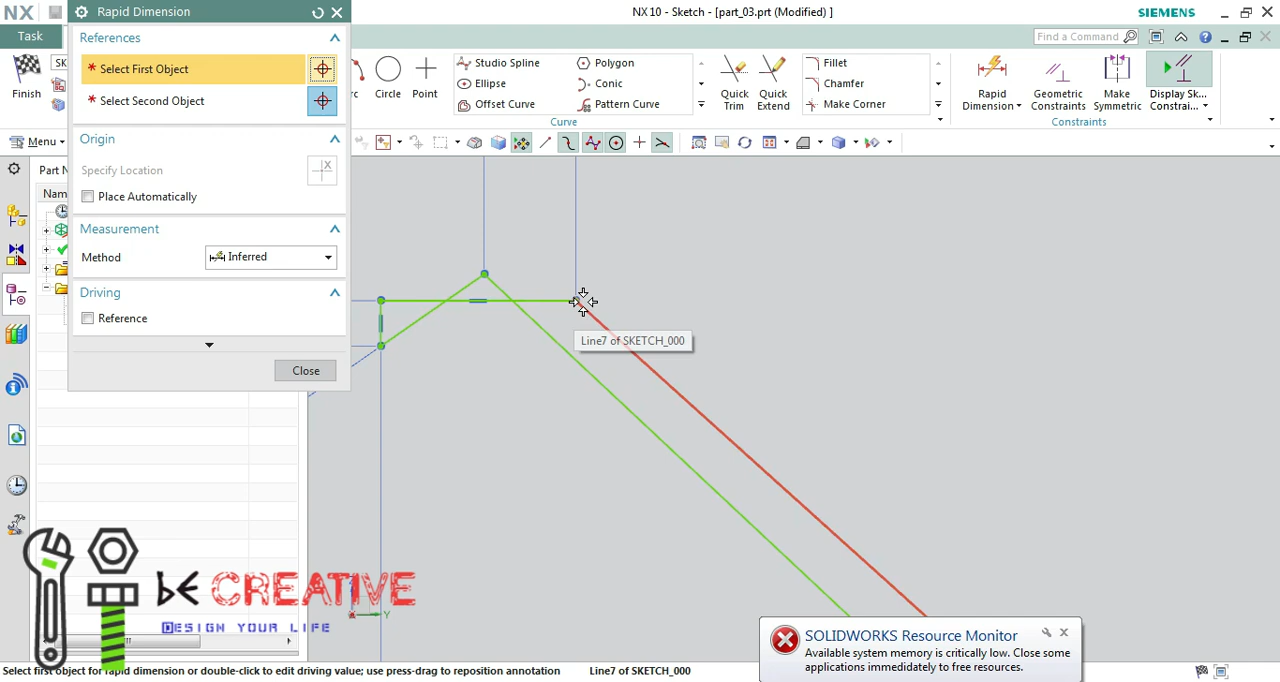 NX
Rapid Dimension
NX 10 - Sketch - [part_03.prt (Modified) ]
SIEMENS
Task
References
Find a Command
* Select First Object
* Select Second Object
Finish
SK
Circle
Point
Studio Spline
Ellipse
Offset Curve
Polygon
Conic
Pattern Curve
Curve
Quick
Trim
Quick
Extend
Fillet
Chamfer
Make Corner
Rapid
Dimension
Geometric
Constraints
Make
Symmetric
Display Sk
Constrai...
Constraints
Menu
Origin
Specify Location
Place Automatically
Part N
Nam
Measurement
Method
Inferred
Driving
Reference
Close
Line7 of SKETCH_000
bE CREATIVE
DESIGN YOUR LIFE
Y
SOLIDWORKS Resource Monitor
Available system memory is critically low. Close some
applications immediately to free resources.
Select first object for rapid dimension or double-click to edit driving value; use press-drag to reposition annotation
Line7 of SKETCH_000